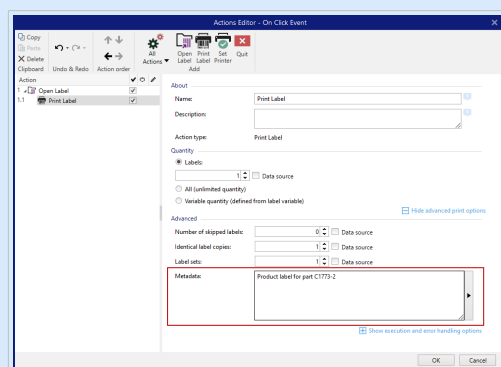 Actions Editor - On Click Event
Copy
Paste
Delete
Clipboard
Undo & Redo
Action order
All Actions
Open Label
Print Label
Set Printer
Quit
Add
Action
1 Open Label
1.1 Print Label
About
Name: Print Label
Description:
Action type: Print Label
Quantity
Labels:
1 Data source
All (unlimited quantity)
Variable quantity (defined from label variable)
Hide advanced print options
Advanced
Number of skipped labels: 0 Data source
Identical label copies: 1 Data source
Label sets: 1 Data source
Metadata: Product label for part C1773-2
Show execution and error handling options
OK Cancel